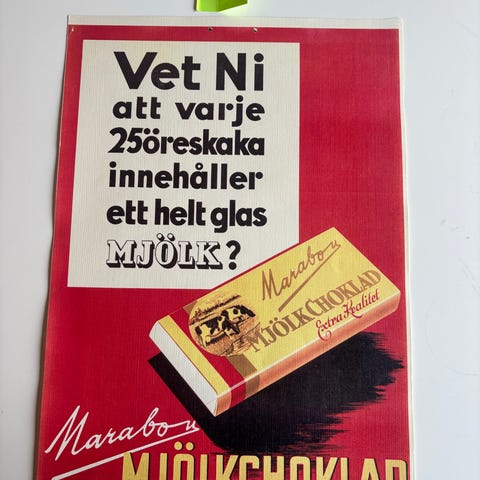 Vet Ni
att varje
25öreskaka
innehåller
ett helt glas
MJÖLK?
Marabou
MJÖLKCHOKLAD
Extra Kvalitet
Marabou
MJÖLKCHOKLAD